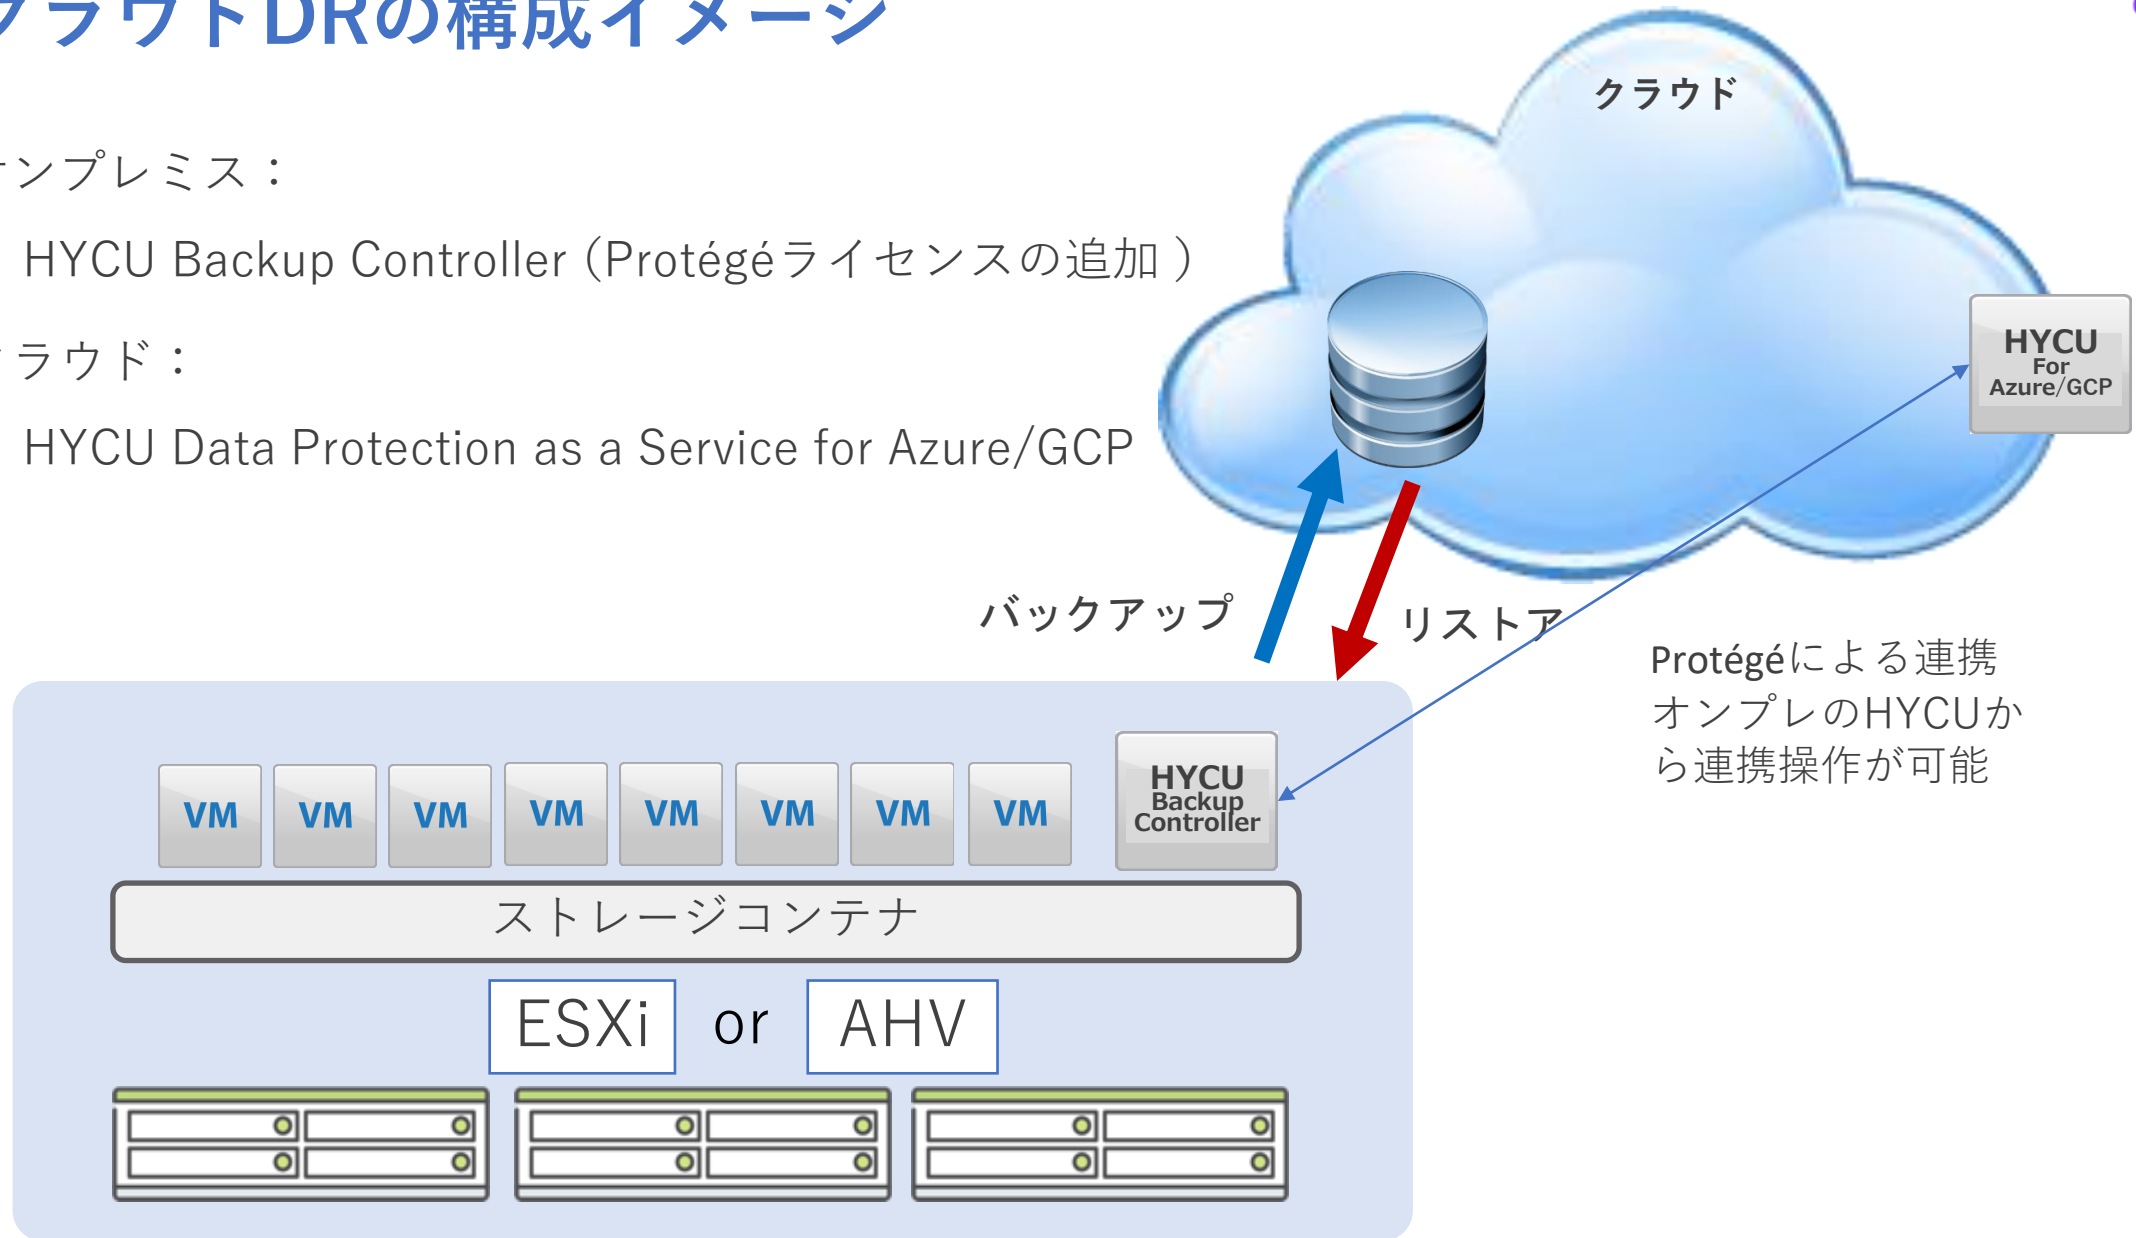 クラウドDRの構成イメージ
オンプレミス：
HYCU Backup Controller (Protégéライセンスの追加 )
クラウド：
HYCU Data Protection as a Service for Azure/GCP
クラウド
HYCU
For
Azure/GCP
バックアップ
リストア
Protégéによる連携
オンプレのHYCUか
ら連携操作が可能
VM VM VM VM VM VM VM VM
HYCU
Backup
Controller
ストレージコンテナ
ESXi or AHV